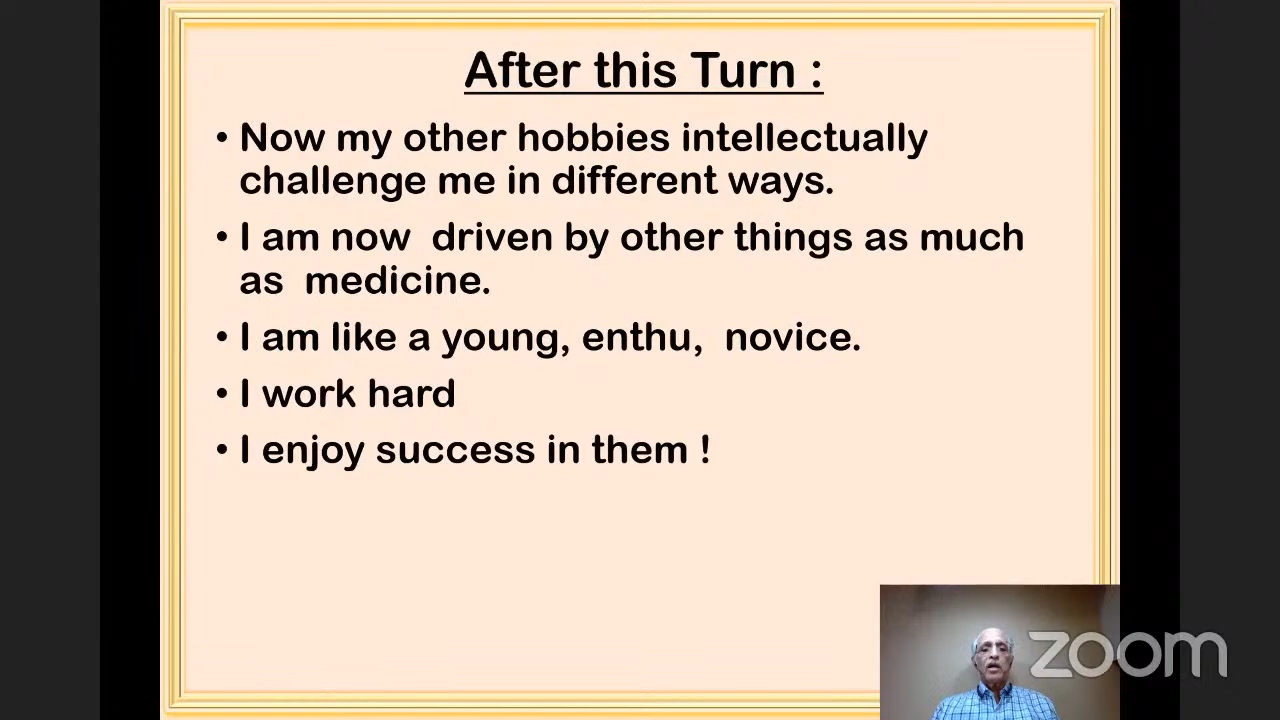 After this Turn :
• Now my other hobbies intellectually
challenge me in different ways.
• I am now driven by other things as much
as medicine.
• I am like a young, enthu, novice.
• I work hard
• I enjoy success in them !
zoom